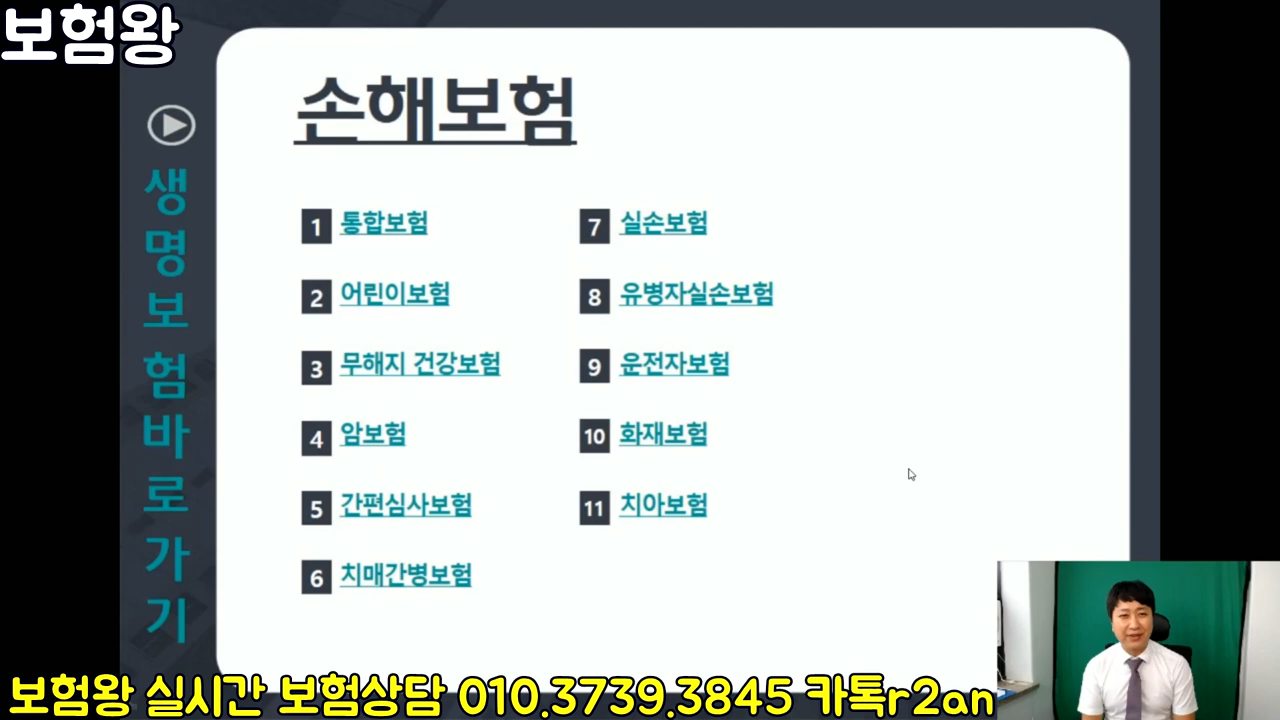 보험왕
손해보험
생명보험바로가기
1 통합보험
2 어린이보험
3 무해지 건강보험
4 암보험
5 간편심사보험
6 치매간병보험
7 실손보험
8 유병자실손보험
9 운전자보험
10 화재보험
11 치아보험
보험왕 실시간 보험상담 010.3739.3845 카톡r2an